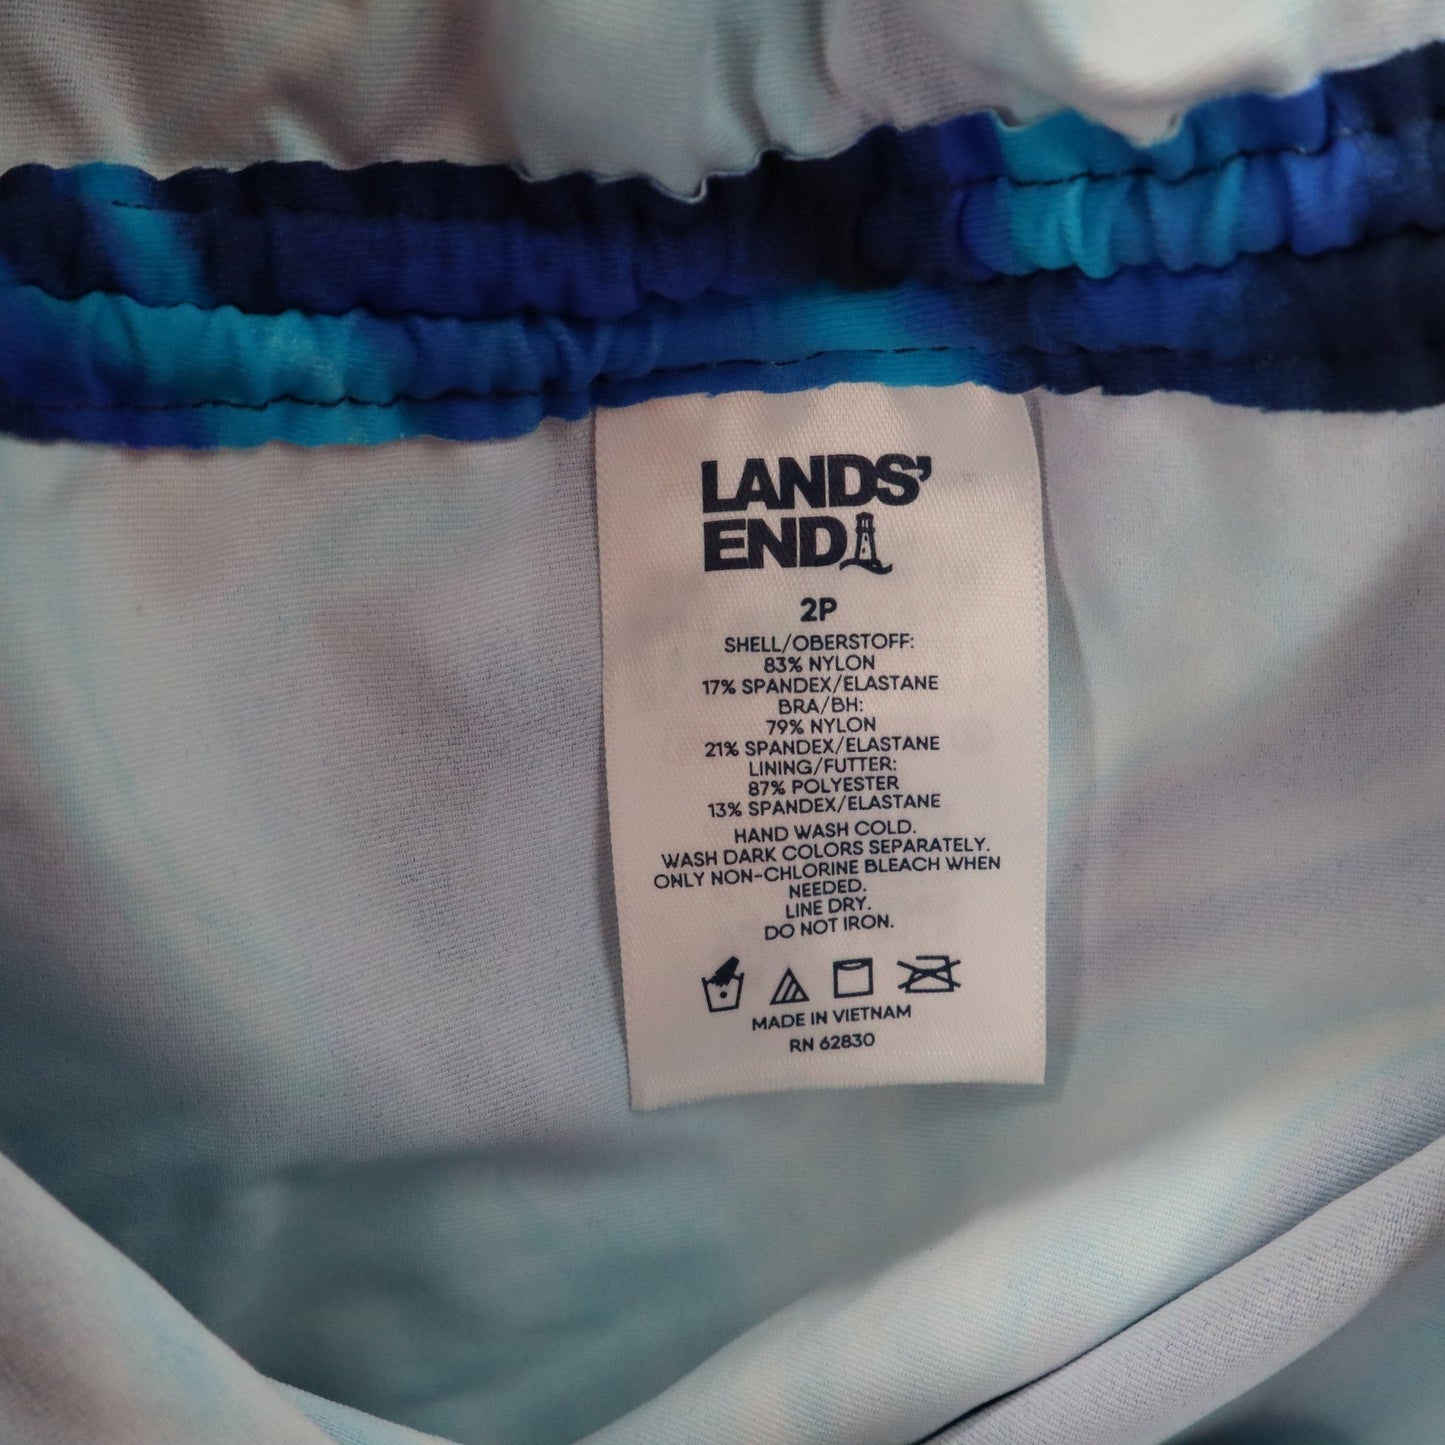 LANDS'
END
2P
SHELL/OBERSTOFF:
83% NYLON
17% SPANDEX/ELASTANE
BRA/BH:
79% NYLON
21% SPANDEX/ELASTANE
LINING/FUTTER:
87% POLYESTER
13% SPANDEX/ELASTANE
HAND WASH COLD.
WASH DARK COLORS SEPARATELY.
ONLY NON-CHLORINE BLEACH WHEN
NEEDED.
LINE DRY.
DO NOT IRON.
MADE IN VIETNAM
RN 62830